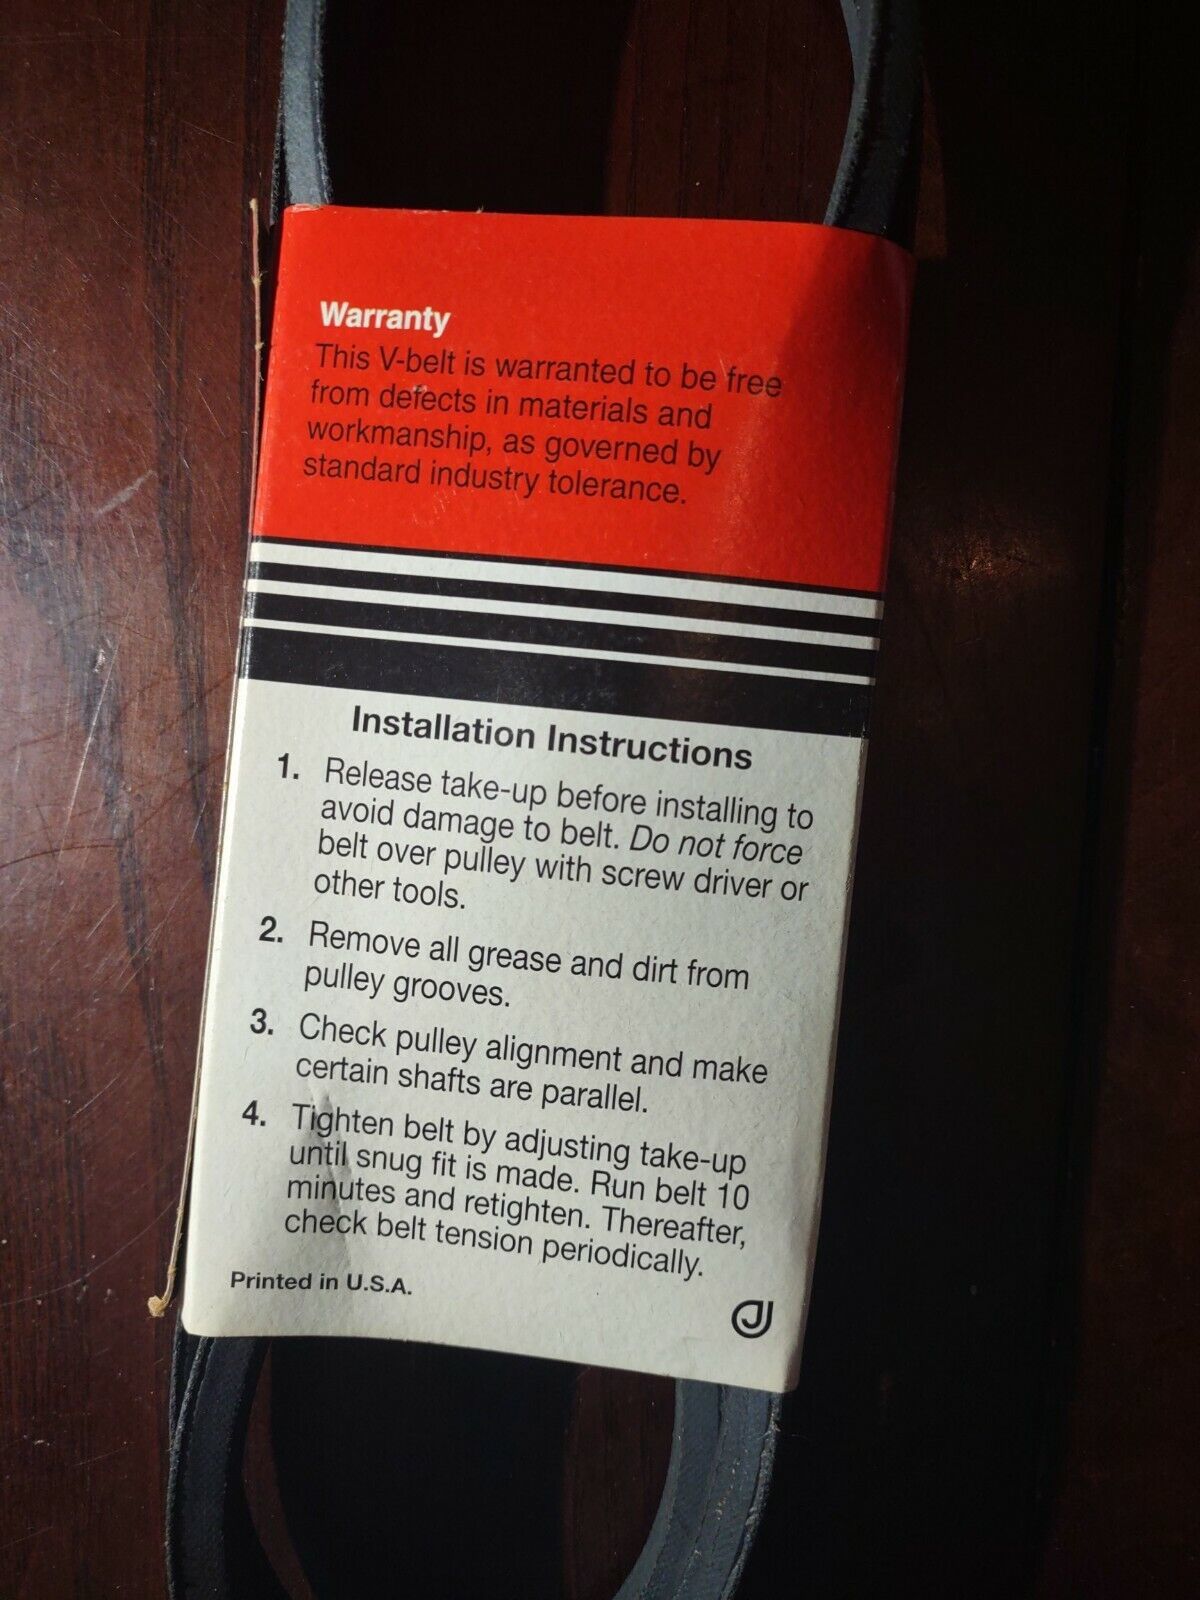 Warranty
This V-belt is warranted to be free
from defects in materials and
workmanship, as governed by
standard industry tolerance.
Installation Instructions
1. Release take-up before installing to
avoid damage to belt. Do not force
belt over pulley with screw driver or
other tools.
2. Remove all grease and dirt from
pulley grooves.
3. Check pulley alignment and make
certain shafts are parallel.
4. Tighten belt by adjusting take-up
until snug fit is made. Run belt 10
minutes and retighten. Thereafter,
check belt tension periodically.
Printed in U.S.A.